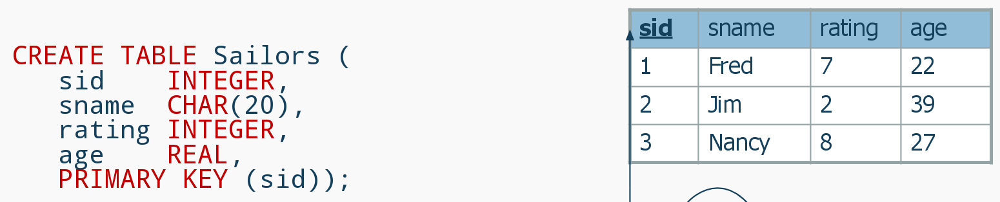 CREATE TABLE Sailors (
sid INTEGER,
sname CHAR(20),
rating INTEGER,
age REAL,
PRIMARY KEY (sid));
sid sname rating age
1 Fred 7 22
2 Jim 2 39
3 Nancy 8 27